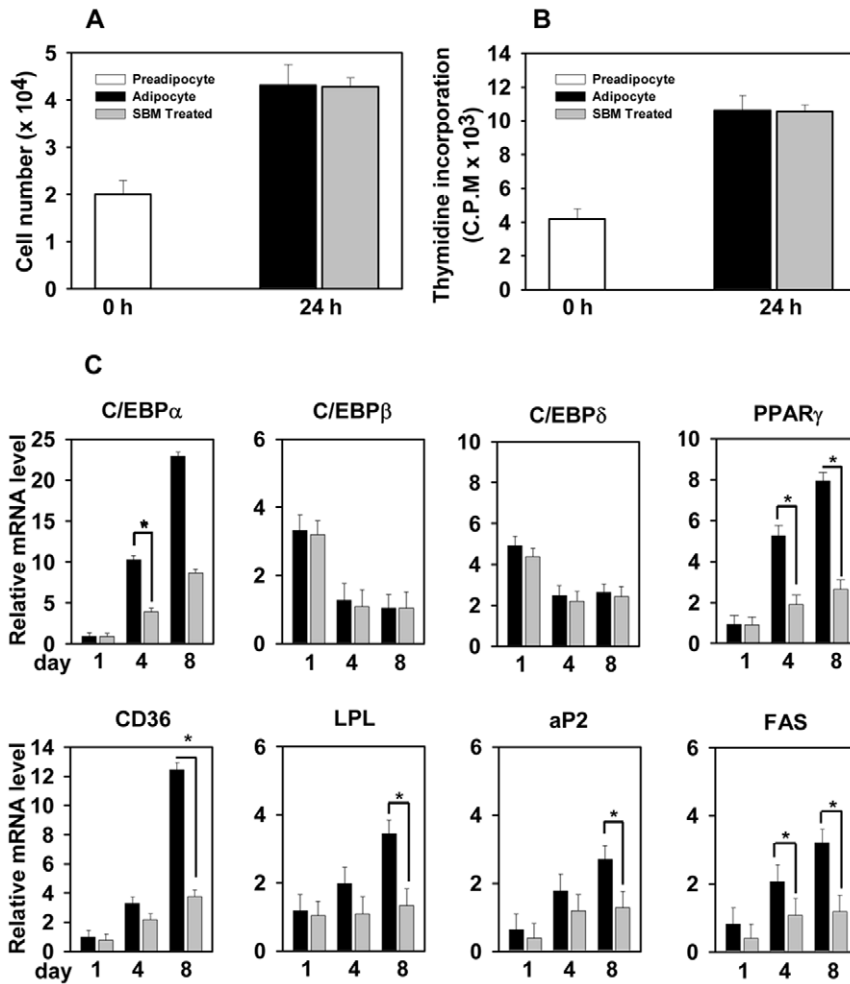 A
Cell number (x 10⁴)
5
4
3
2
1
0
Preadipocyte
Adipocyte
SBM Treated
0 h 24 h
B
Thymidine incorporation
(C.P.M x 10³)
14
12
10
8
6
4
2
0
Preadipocyte
Adipocyte
SBM Treated
0 h 24 h
C
C/EBPα
Relative mRNA level
25
20
15
10
5
0
*
day 1 4 8
C/EBPβ
6
4
2
0
1 4 8
C/EBPδ
10
8
6
4
2
0
1 4 8
PPARγ
10
8
6
4
2
0
*
*
1 4 8
CD36
Relative mRNA level
14
12
10
8
6
4
2
0
*
day 1 4 8
LPL
6
4
2
0
*
1 4 8
aP2
6
4
2
0
*
1 4 8
FAS
6
4
2
0
*
*
1 4 8